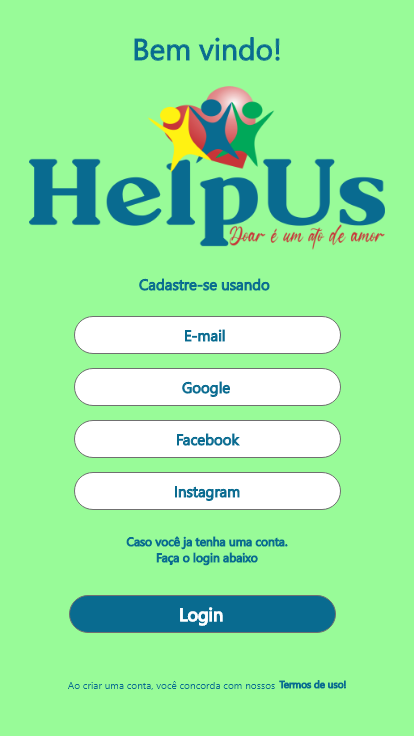 Bem vindo!
HelpUs
Doar é um ato de amor
Cadastre-se usando
E-mail
Google
Facebook
Instagram
Caso você ja tenha uma conta.
Faça o login abaixo
Login
Ao criar uma conta, você concorda com nossos Termos de uso!